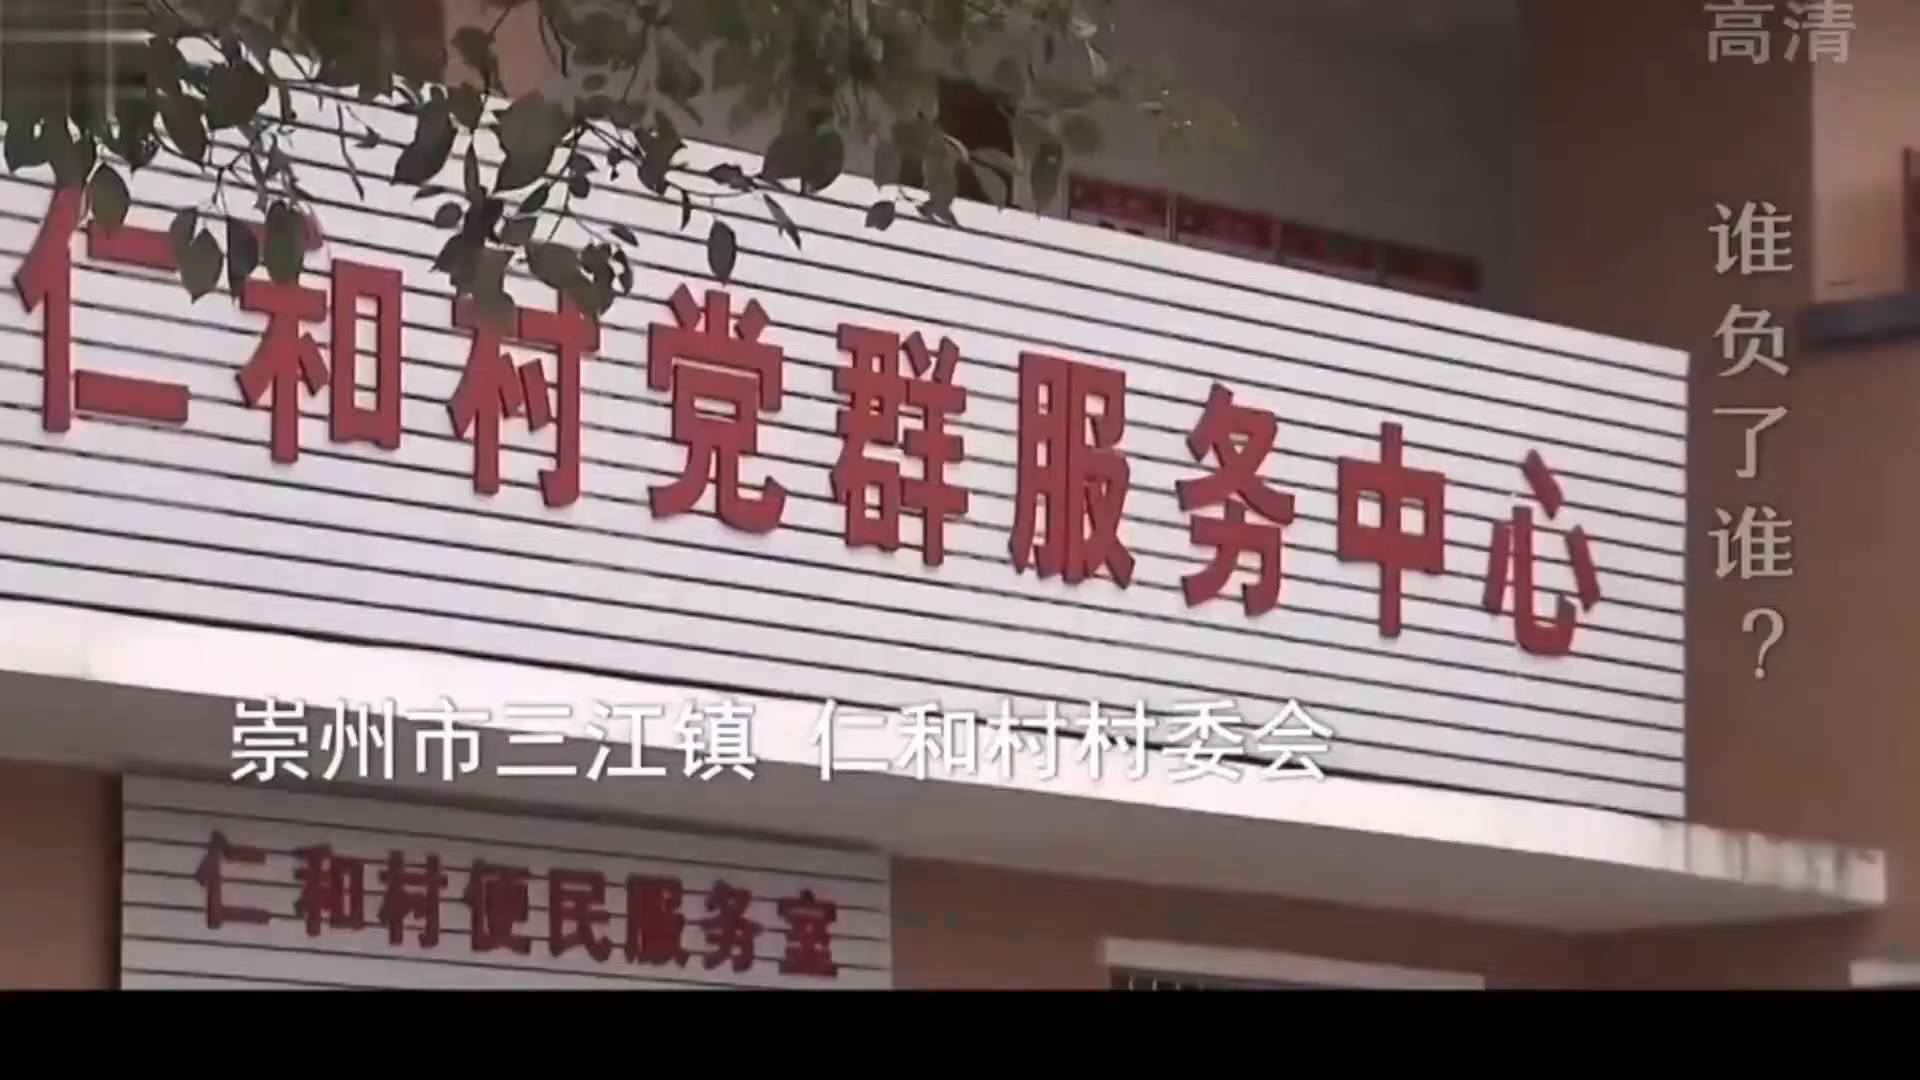 高清
谁负了谁？
仁和村党群服务中心
崇州市三江镇 仁和村村委会
仁和村便民服务室